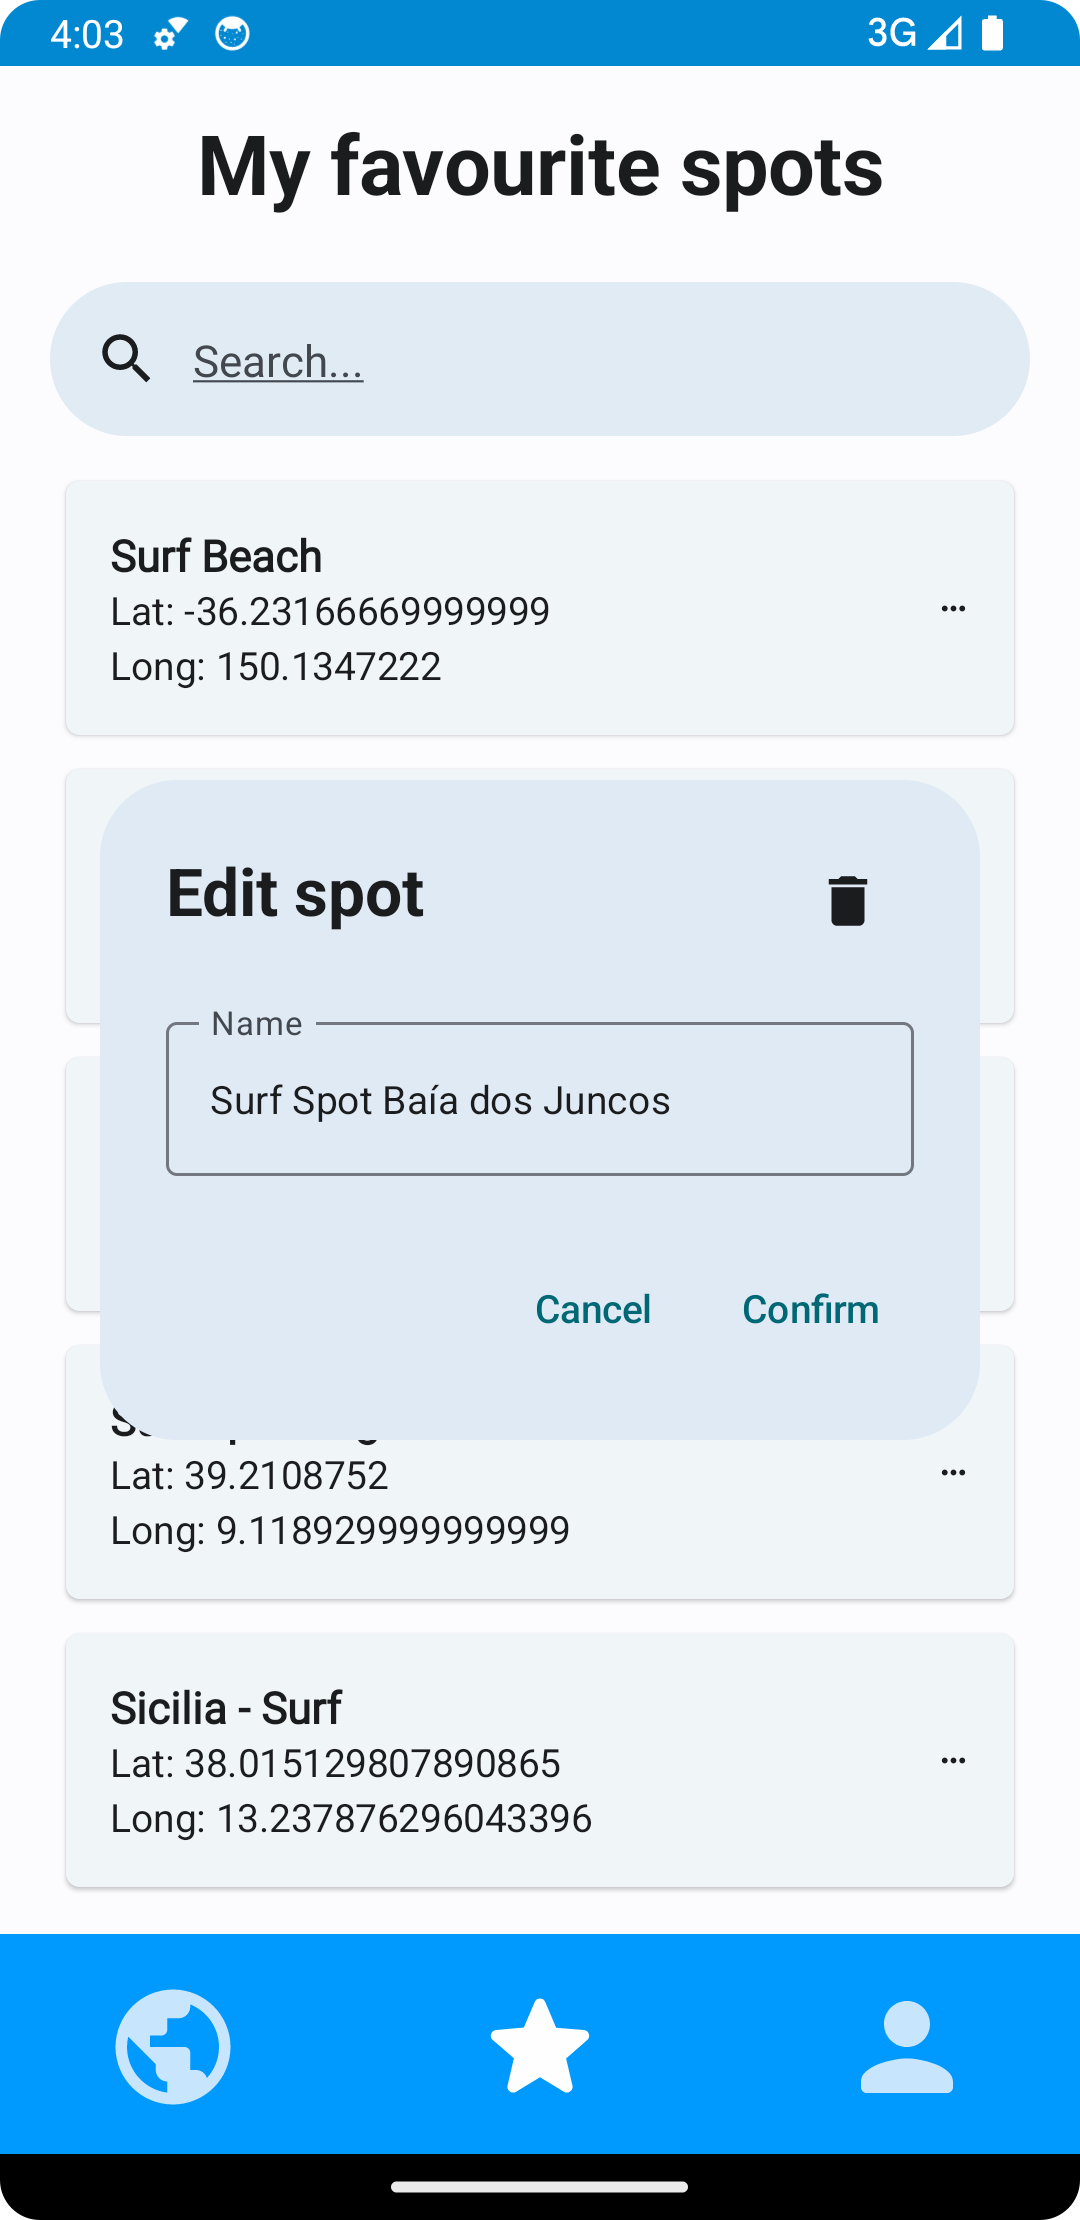 4:03
3G
My favourite spots
Search...
Surf Beach
Lat: -36.23166669999999
Long: 150.1347222
...
Edit spot
Name
Surf Spot Baía dos Juncos
Cancel
Confirm
Lat: 39.2108752
Long: 9.118929999999999
...
Sicilia - Surf
Lat: 38.015129807890865
Long: 13.237876296043396
...